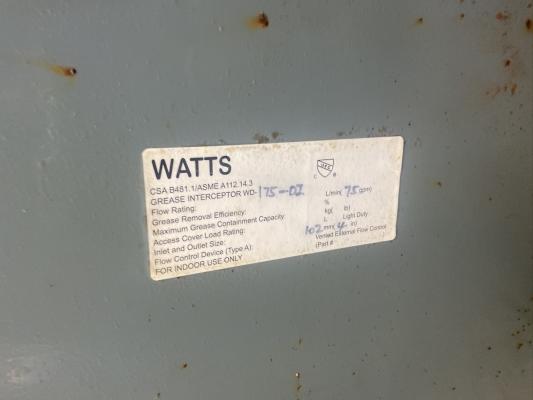 WATTS
CSA B481.1/ASME A112.14.3
GREASE INTERCEPTOR WD-175-02
Flow Rating: L/min( 75 gpm)
Grease Removal Efficiency: %
Maximum Grease Containment Capacity: kg( lb)
Access Cover Load Rating: L Light Duty
Inlet and Outlet Size: 102 mm( 4 in)
Flow Control Device (Type A): Vented External Flow Control
FOR INDOOR USE ONLY (Part #